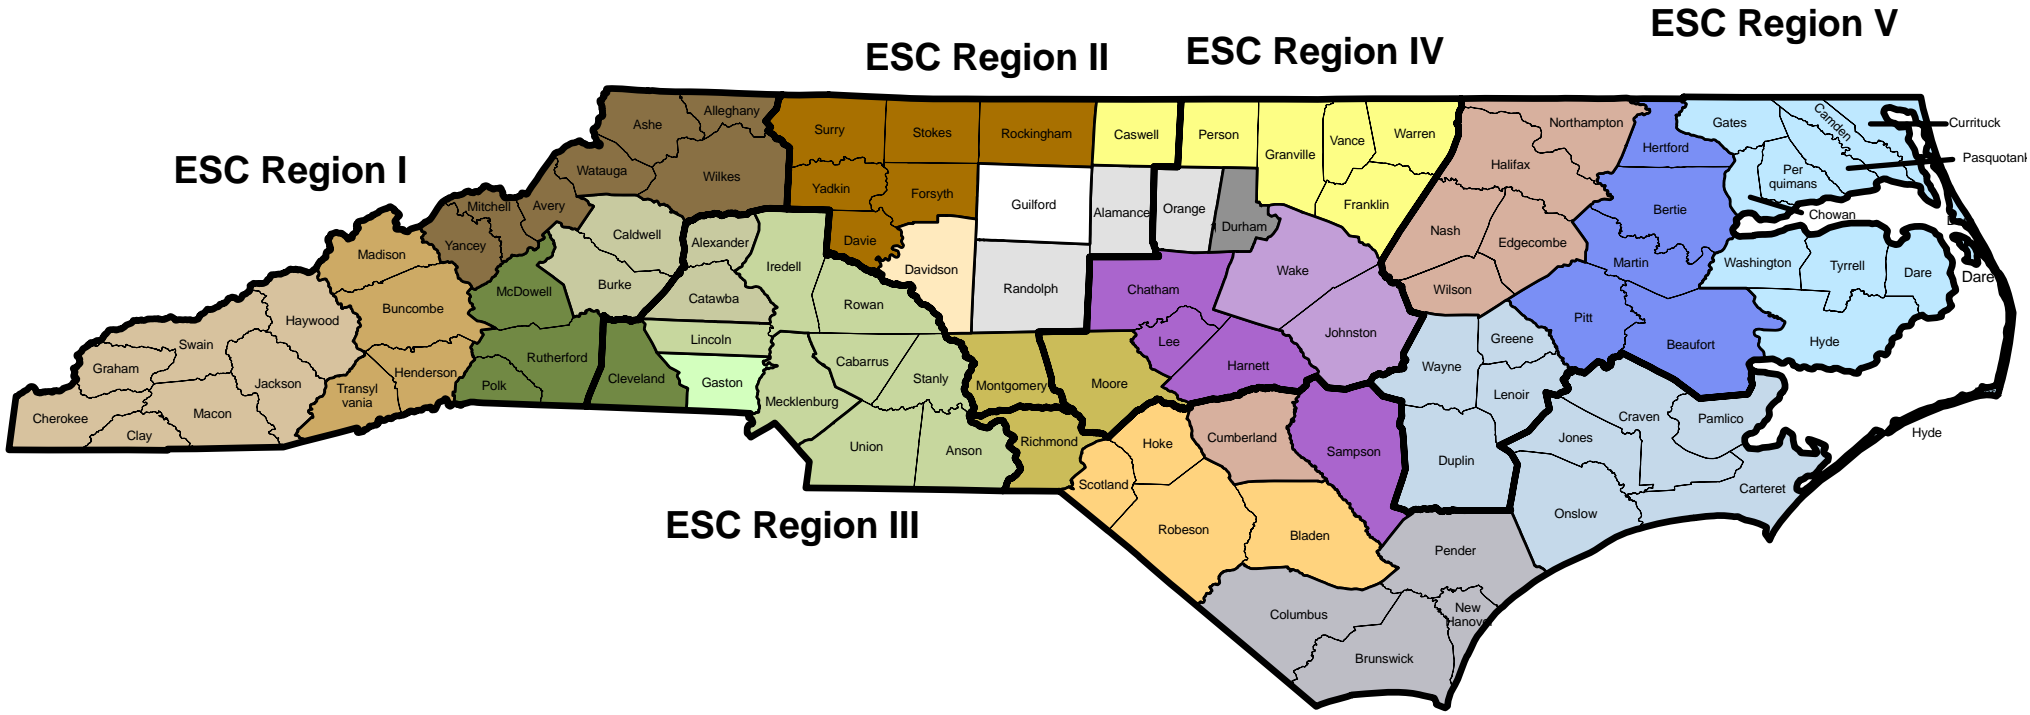 ESC Region V
ESC Region IV
ESC Region II
ESC Region I
ESC Region III
Ashe
Alleghany
Surry
Stokes
Rockingham
Caswell
Person
Granville
Vance
Warren
Northampton
Hertford
Gates
Camden
Currituck
Pasquotank
Watauga
Wilkes
Yadkin
Forsyth
Guilford
Alamance
Orange
Durham
Franklin
Halifax
Bertie
Per
quimans
Chowan
Mitchell
Avery
Yancey
Caldwell
Alexander
Iredell
Davie
Davidson
Randolph
Chatham
Wake
Nash
Edgecombe
Martin
Washington
Tyrrell
Dare
Dare
Madison
Buncombe
McDowell
Burke
Catawba
Rowan
Wilson
Haywood
Swain
Graham
Jackson
Henderson
Transyl
vania
Rutherford
Polk
Cleveland
Lincoln
Gaston
Cabarrus
Stanly
Mecklenburg
Montgomery
Moore
Lee
Harnett
Johnston
Wayne
Greene
Pitt
Beaufort
Hyde
Hyde
Cherokee
Clay
Macon
Union
Anson
Richmond
Hoke
Cumberland
Sampson
Duplin
Lenoir
Jones
Craven
Pamlico
Carteret
Onslow
Scotland
Robeson
Bladen
Pender
Columbus
New
Hanover
Brunswick